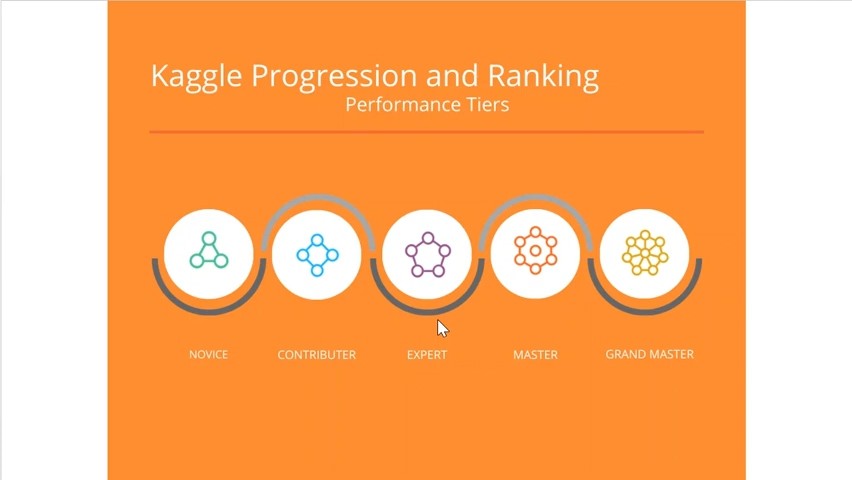 Kaggle Progression and Ranking
Performance Tiers
NOVICE
CONTRIBUTER
EXPERT
MASTER
GRAND MASTER